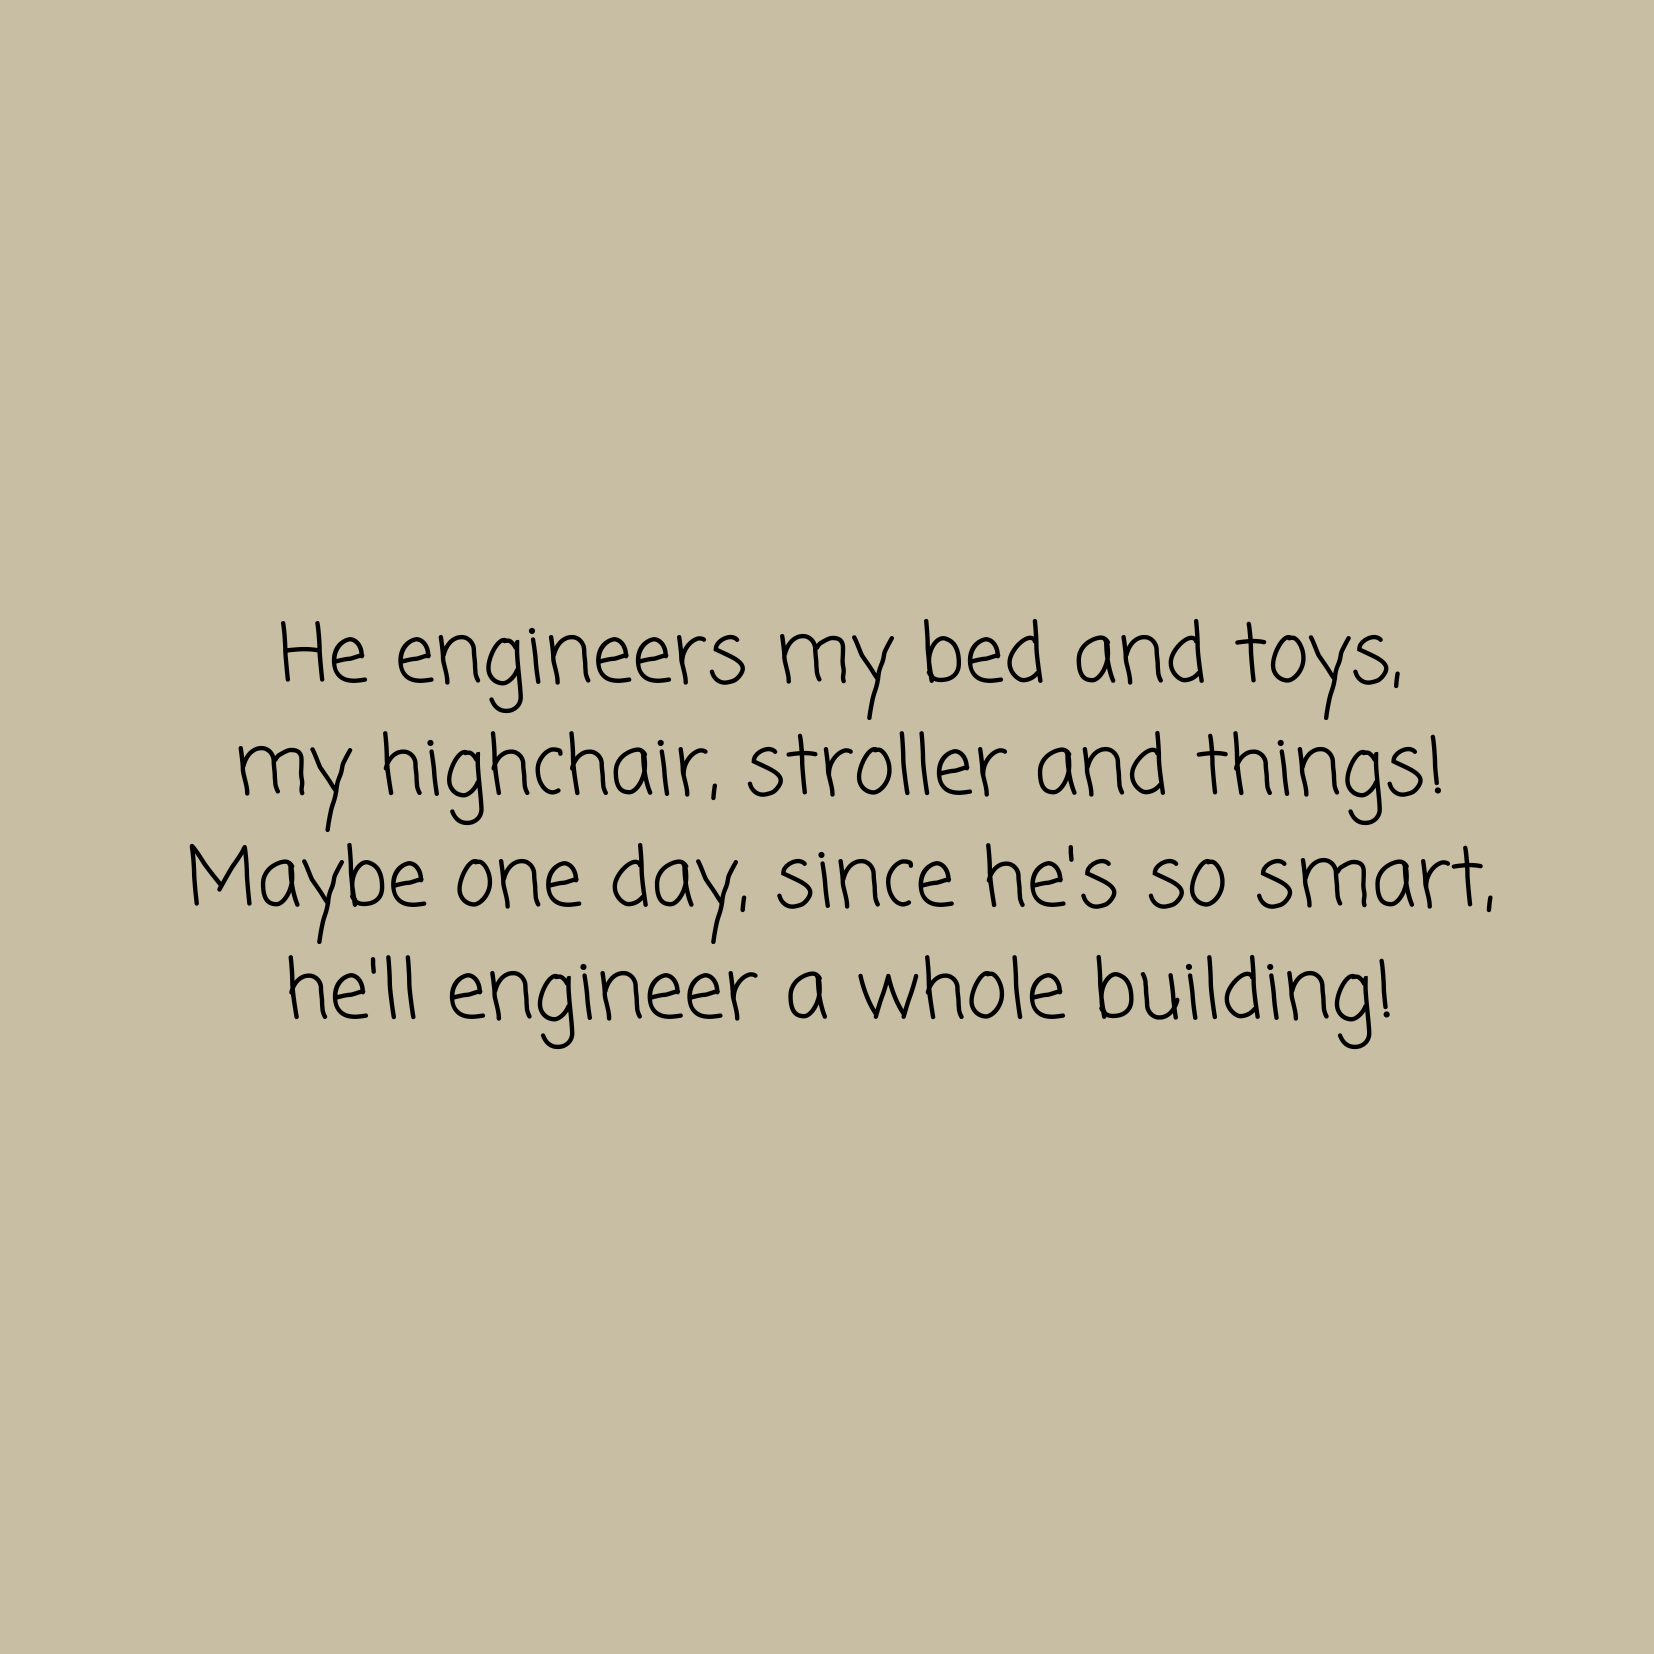 He engineers my bed and toys,
my highchair, stroller and things!
Maybe one day, since he's so smart,
he'll engineer a whole building!